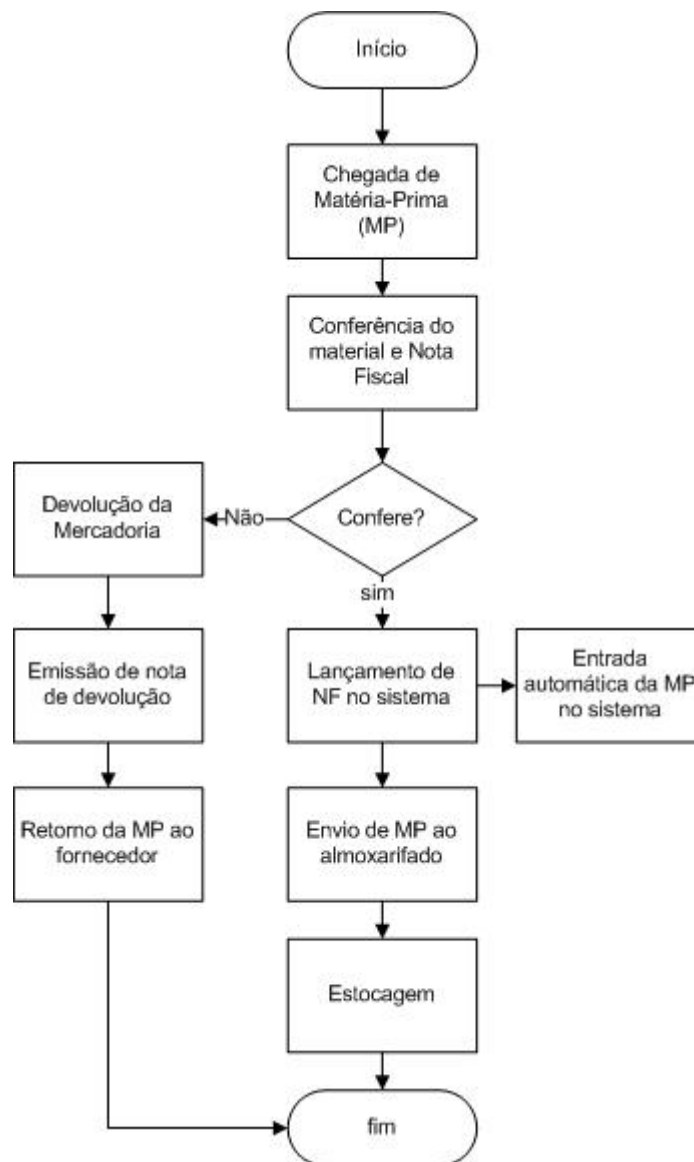 Início
Chegada de
Matéria-Prima
(MP)
Conferência do
material e Nota
Fiscal
Confere?
Não
Devolução da
Mercadoria
Emissão de nota
de devolução
Retorno da MP ao
fornecedor
sim
Lançamento de
NF no sistema
Entrada
automática da MP
no sistema
Envio de MP ao
almoxarifado
Estocagem
fim